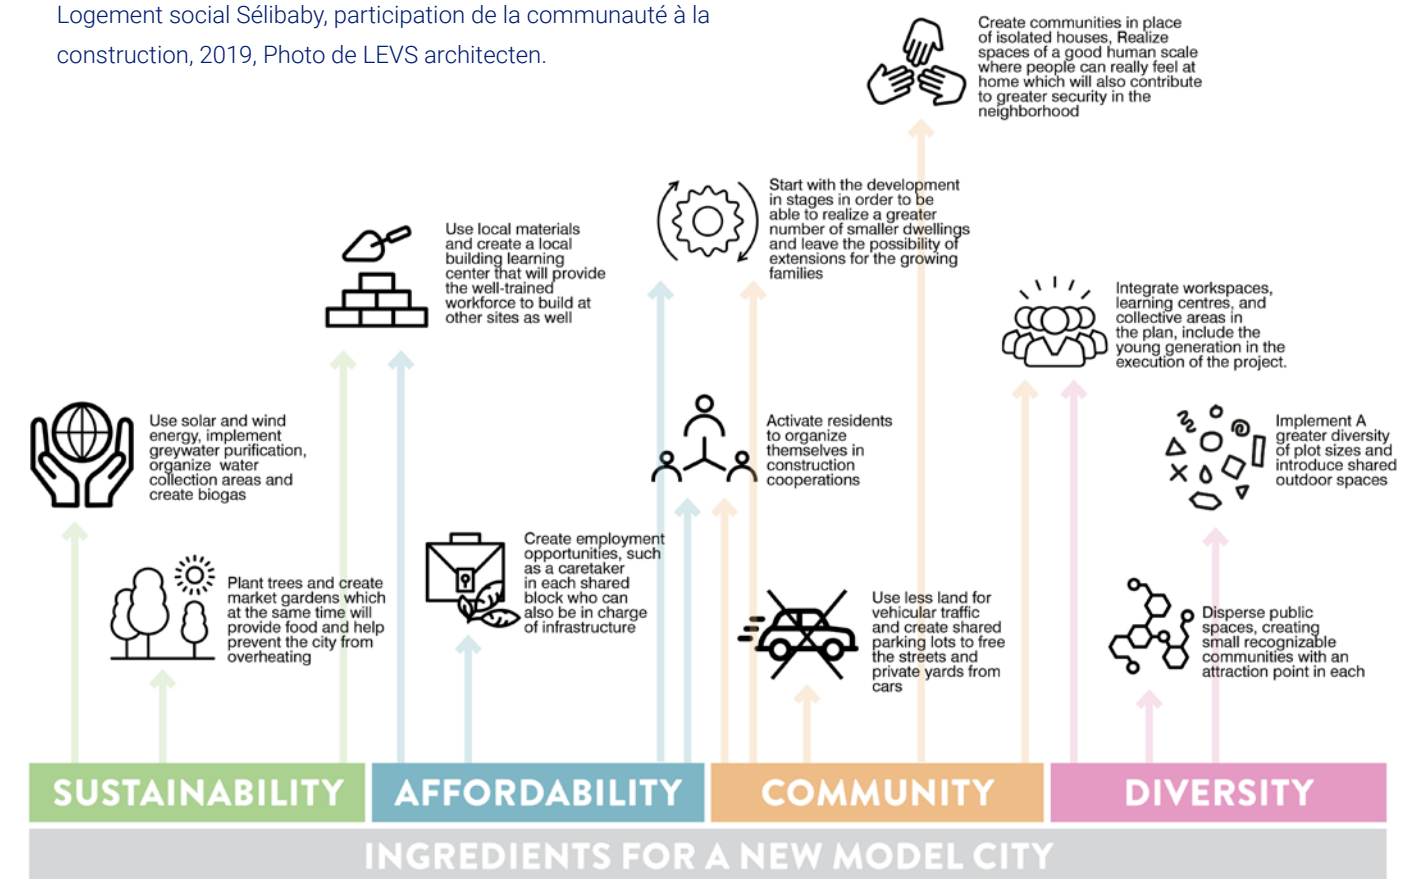 Logement social Sélibaby, participation de la communauté à la
construction, 2019, Photo de LEVS architecten.
Create communities in place
of isolated houses, Realize
spaces of a good human scale
where people can really feel at
home which will also contribute
to greater security in the
neighborhood
Start with the development
in stages in order to be
able to realize a greater
number of smaller dwellings
and leave the possibility of
extensions for the growing
families
Use local materials
and create a local
building learning
center that will provide
the well-trained
workforce to build at
other sites as well
Integrate workspaces,
learning centres, and
collective areas in
the plan, include the
young generation in the
execution of the project.
Use solar and wind
energy, implement
greywater purification,
organize water
collection areas and
create biogas
Activate residents
to organize
themselves in
construction
cooperations
Implement A
greater diversity
of plot sizes and
introduce shared
outdoor spaces
Create employment
opportunities, such
as a caretaker
in each shared
block who can
also be in charge
of infrastructure
Plant trees and create
market gardens which
at the same time will
provide food and help
prevent the city from
overheating
Use less land for
vehicular traffic
and create shared
parking lots to free
the streets and
private yards from
cars
Disperse public
spaces, creating
small recognizable
communities with an
attraction point in each
SUSTAINABILITY
AFFORDABILITY
COMMUNITY
DIVERSITY
INGREDIENTS FOR A NEW MODEL CITY